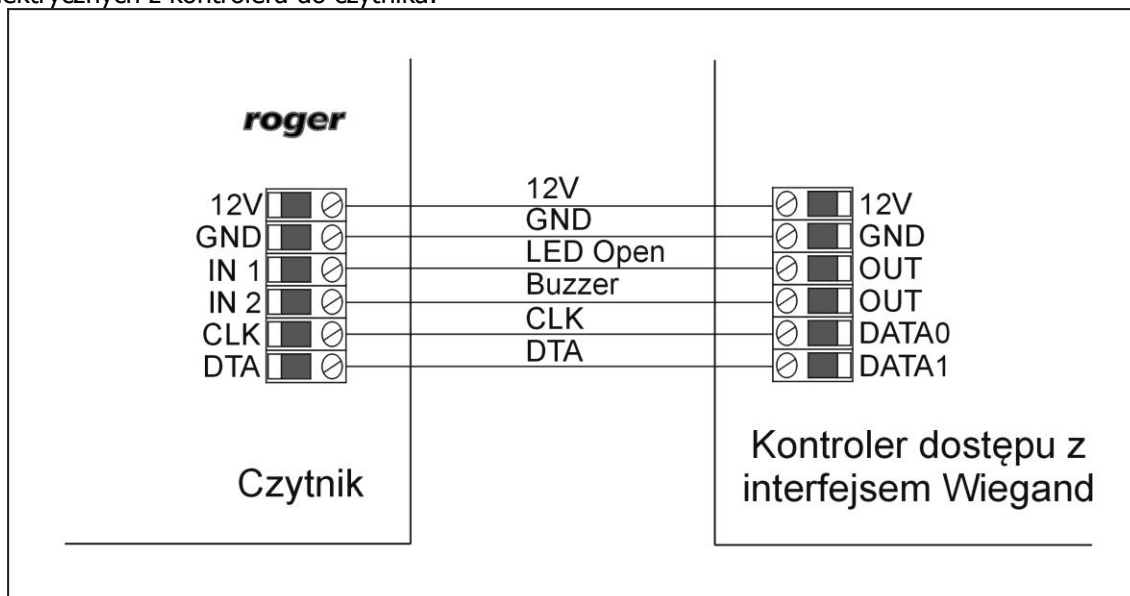 z kontrolera do czytnika.
roger
12V
GND
IN 1
IN 2
CLK
DTA
12V
GND
LED Open
Buzzer
CLK
DTA
12V
GND
OUT
OUT
DATA0
DATA1
Czytnik
Kontroler dostępu z
interfejsem Wiegand